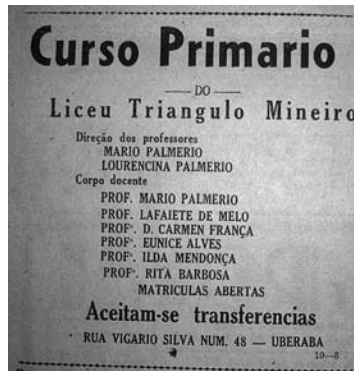 Curso Primario
DO
Liceu Triangulo Mineiro
Direção dos professores
MARIO PALMERIO
LOURENCINA PALMERIO
Corpo docente
PROF. MARIO PALMERIO
PROF. LAFAIETE DE MELO
PROFª. D. CARMEN FRANÇA
PROFª. EUNICE ALVES
PROFª. ILDA MENDONÇA
PROFª. RITA BARBOSA
MATRICULAS ABERTAS
Aceitam-se transferencias
RUA VIGARIO SILVA NUM. 48 — UBERABA
10—8